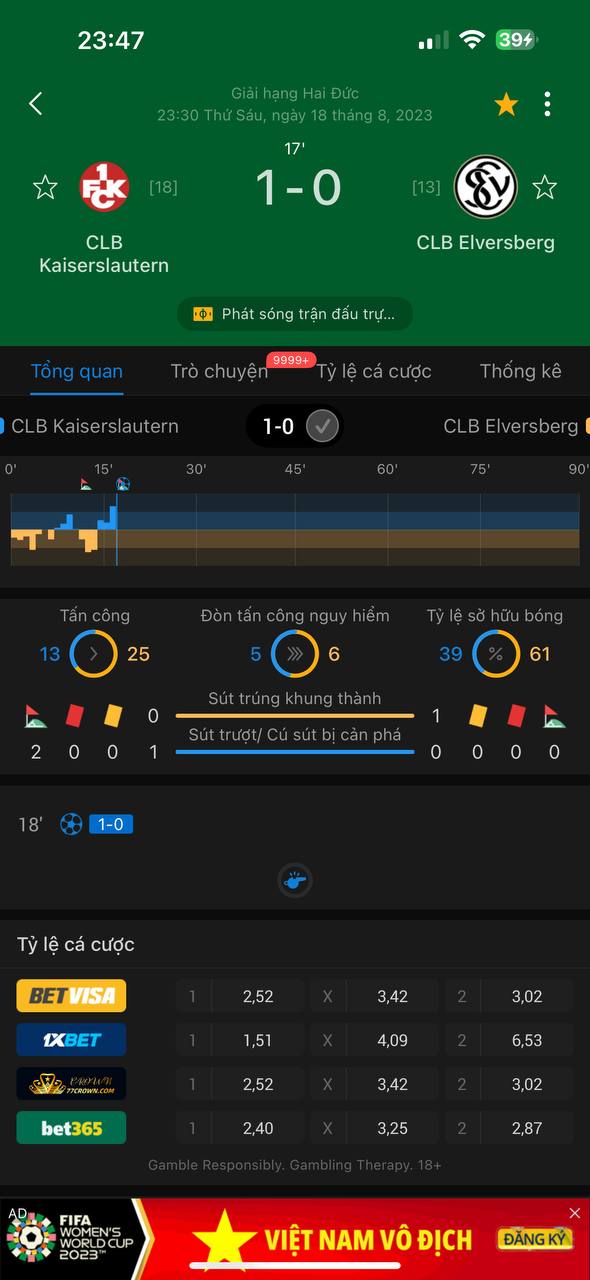 23:47
39
Giải hạng Hai Đức
23:30 Thứ Sáu, ngày 18 tháng 8, 2023
17'
[18] 1-0 [13]
CLB
Kaiserslautern
CLB Elversberg
Phát sóng trận đấu trự...
Tổng quan Trò chuyện 9999+ Tỷ lệ cá cược Thống kê
CLB Kaiserslautern 1-0 CLB Elversberg
0' 15' 30' 45' 60' 75' 90'
Tấn công Đòn tấn công nguy hiểm Tỷ lệ sở hữu bóng
13 25 5 6 39 % 61
Sút trúng khung thành
0 1
Sút trượt/ Cú sút bị cản phá
2 0 0 1 0 0 0 0
18' 1-0
Tỷ lệ cá cược
BETVISA 1 2,52 X 3,42 2 3,02
1XBET 1 1,51 X 4,09 2 6,53
CROWN 77CROWN.COM 1 2,52 X 3,42 2 3,02
bet365 1 2,40 X 3,25 2 2,87
Gamble Responsibly. Gambling Therapy. 18+
AD
FIFA
WOMEN'S
WORLD CUP
2023™
VIỆT NAM VÔ ĐỊCH
ĐĂNG KÝ